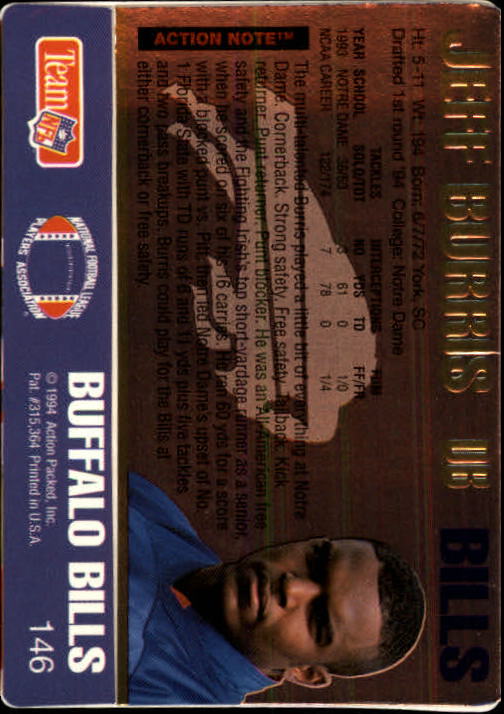 JEFF BURRIS DB BILLS
Ht: 5-11 Wt: 194 Born: 6/7/72 York, SC
Drafted 1st round '94 College: Notre Dame
TACKLES INTERCEPTIONS FUM
YEAR SCHOOL SOLO/TOT NO YDS TD FF/FR
1993 NOTRE DAME 35/53 3 61 0 1/0
NCAA CAREER 122/174 7 78 0 1/4
ACTION NOTE™
The multi-talented Burris played a little bit of everything at Notre
Dame. Cornerback. Strong safety. Free safety. Tailback. Kick
returner. Punt returner. Punt blocker. He was an All-American free
safety and the Fighting Irish's top short-yardage runner as a senior,
when he scored on six of his 16 carries. He ran 60 yds for a score
with a blocked punt vs. Pitt, then led Notre Dame's upset of No.
1 Florida State with TD runs of and 11 yds plus five tackles
and two pass breakups. Burris could play for the Bills at
either cornerback or free safety.
Team NFL
NATIONAL FOOTBALL LEAGUE
PLAYERS ASSOCIATION
BUFFALO BILLS
© 1994 Action Packed, Inc.
Pat. #315,364 Printed in U.S.A.
146